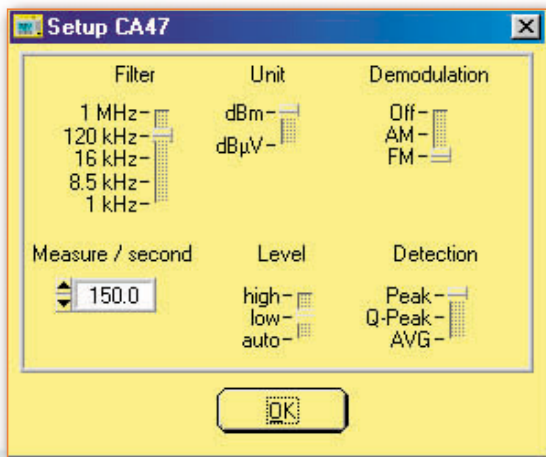 Setup CA47
Filter Unit Demodulation
1 MHz
120 kHz
16 kHz
8.5 kHz
1 kHz
dBm
dBµV
Off
AM
FM
Measure / second Level Detection
150.0
high
low
auto
Peak
Q-Peak
AVG
OK